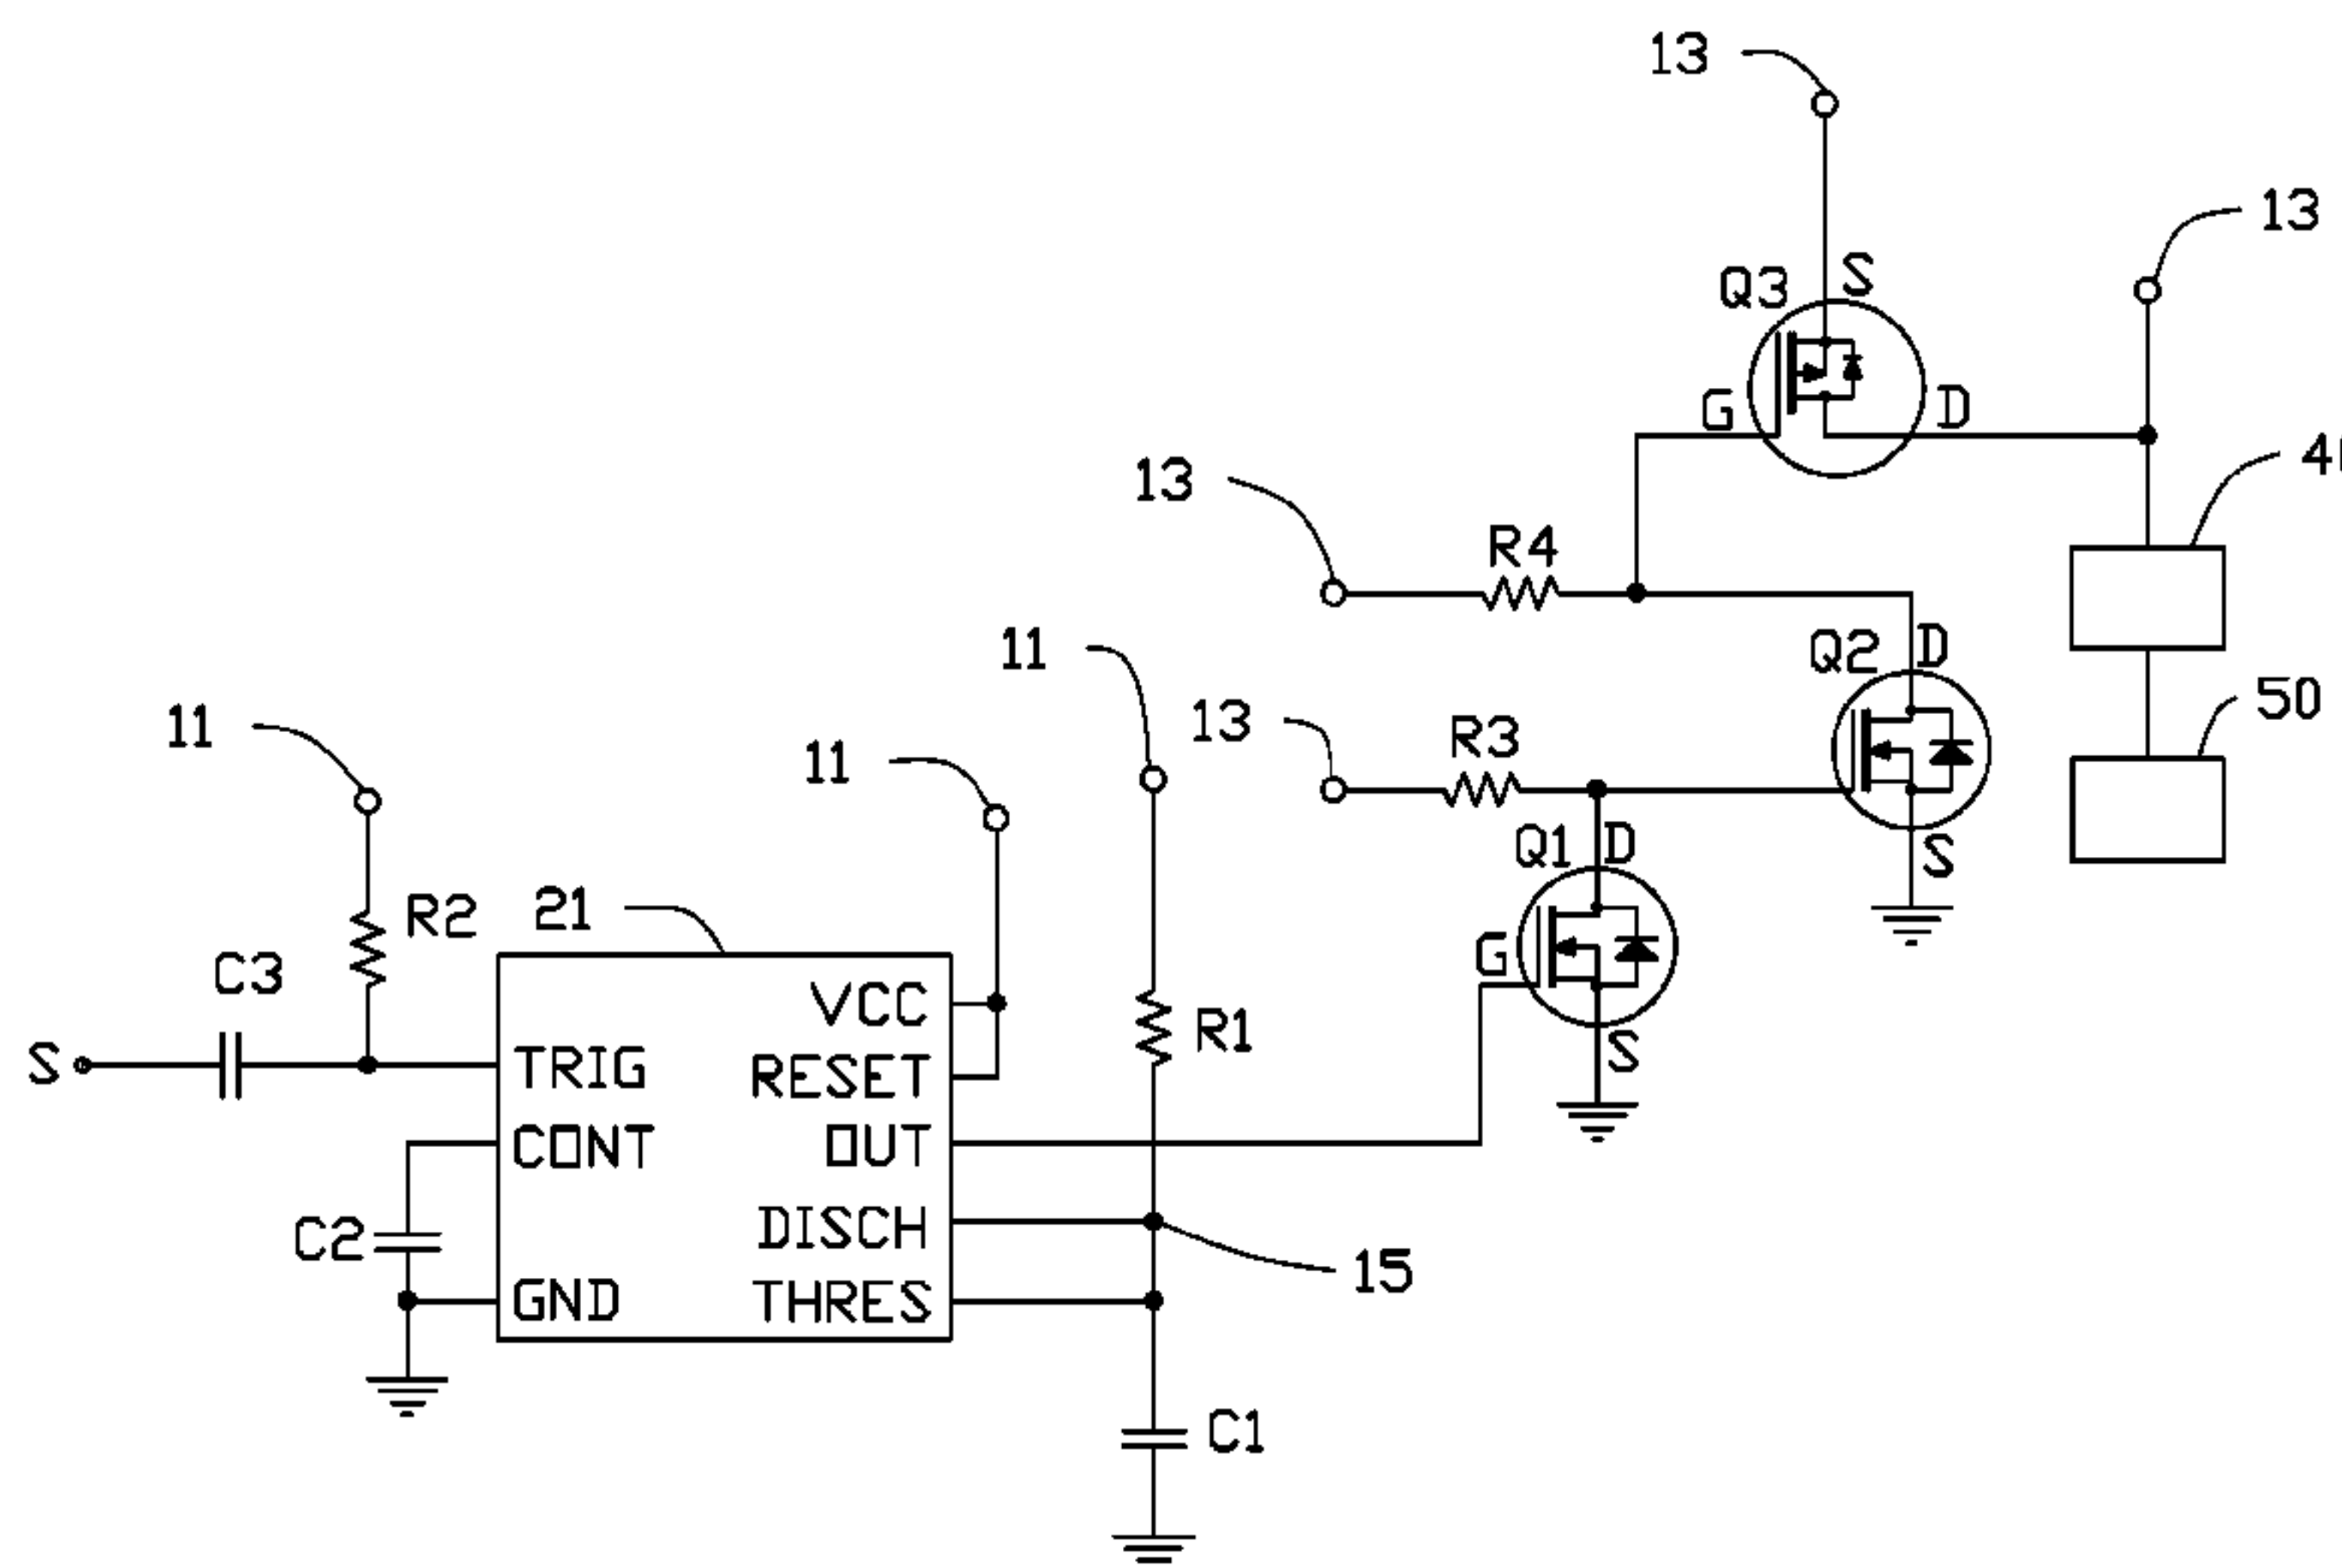 13
13
Q3
S
G
D
13
R4
11
Q2
D
50
11
13
R3
11
Q1
D
S
21
R2
C3
G
VCC
R1
S
TRIG
RESET
S
CONT
OUT
C2
DISCH
15
GND
THRES
C1